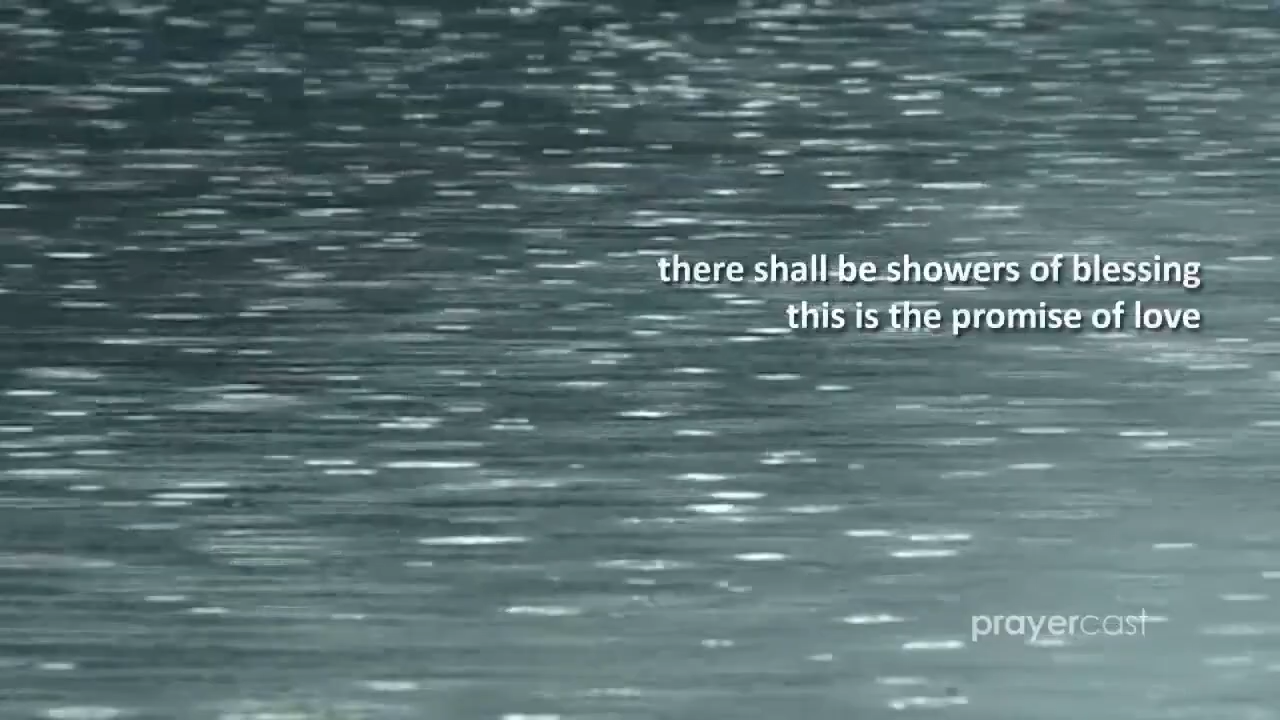 there shall be showers of blessing
this is the promise of love
prayercast